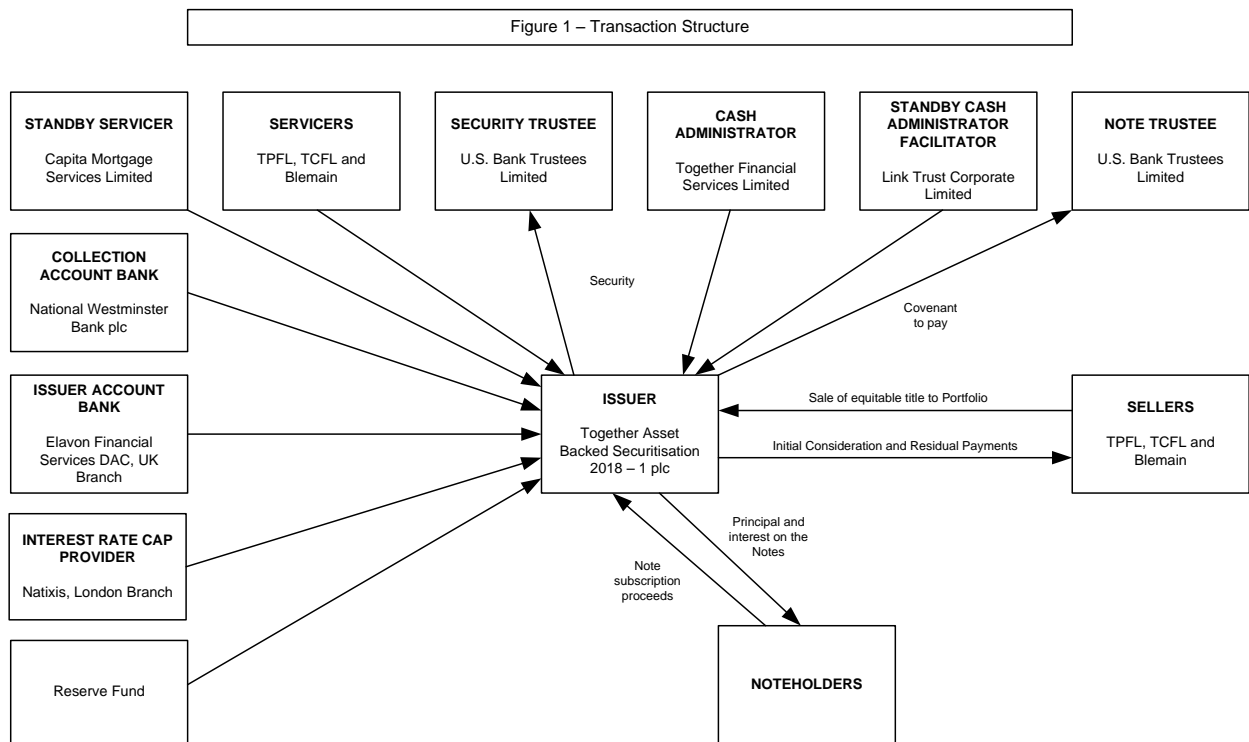 Figure 1 – Transaction Structure
STANDBY SERVICER
Capita Mortgage
Services Limited
SERVICERS
TPFL, TCFL and
Blemain
SECURITY TRUSTEE
U.S. Bank Trustees
Limited
CASH
ADMINISTRATOR
Together Financial
Services Limited
STANDBY CASH
ADMINISTRATOR
FACILITATOR
Link Trust Corporate
Limited
NOTE TRUSTEE
U.S. Bank Trustees
Limited
COLLECTION
ACCOUNT BANK
National Westminster
Bank plc
Security
Covenant
to pay
ISSUER ACCOUNT
BANK
Elavon Financial
Services DAC, UK
Branch
ISSUER
Together Asset
Backed Securitisation
2018 – 1 plc
Sale of equitable title to Portfolio
Initial Consideration and Residual Payments
SELLERS
TPFL, TCFL and
Blemain
INTEREST RATE CAP
PROVIDER
Natixis, London Branch
Principal and
interest on the
Notes
Note
subscription
proceeds
Reserve Fund
NOTEHOLDERS